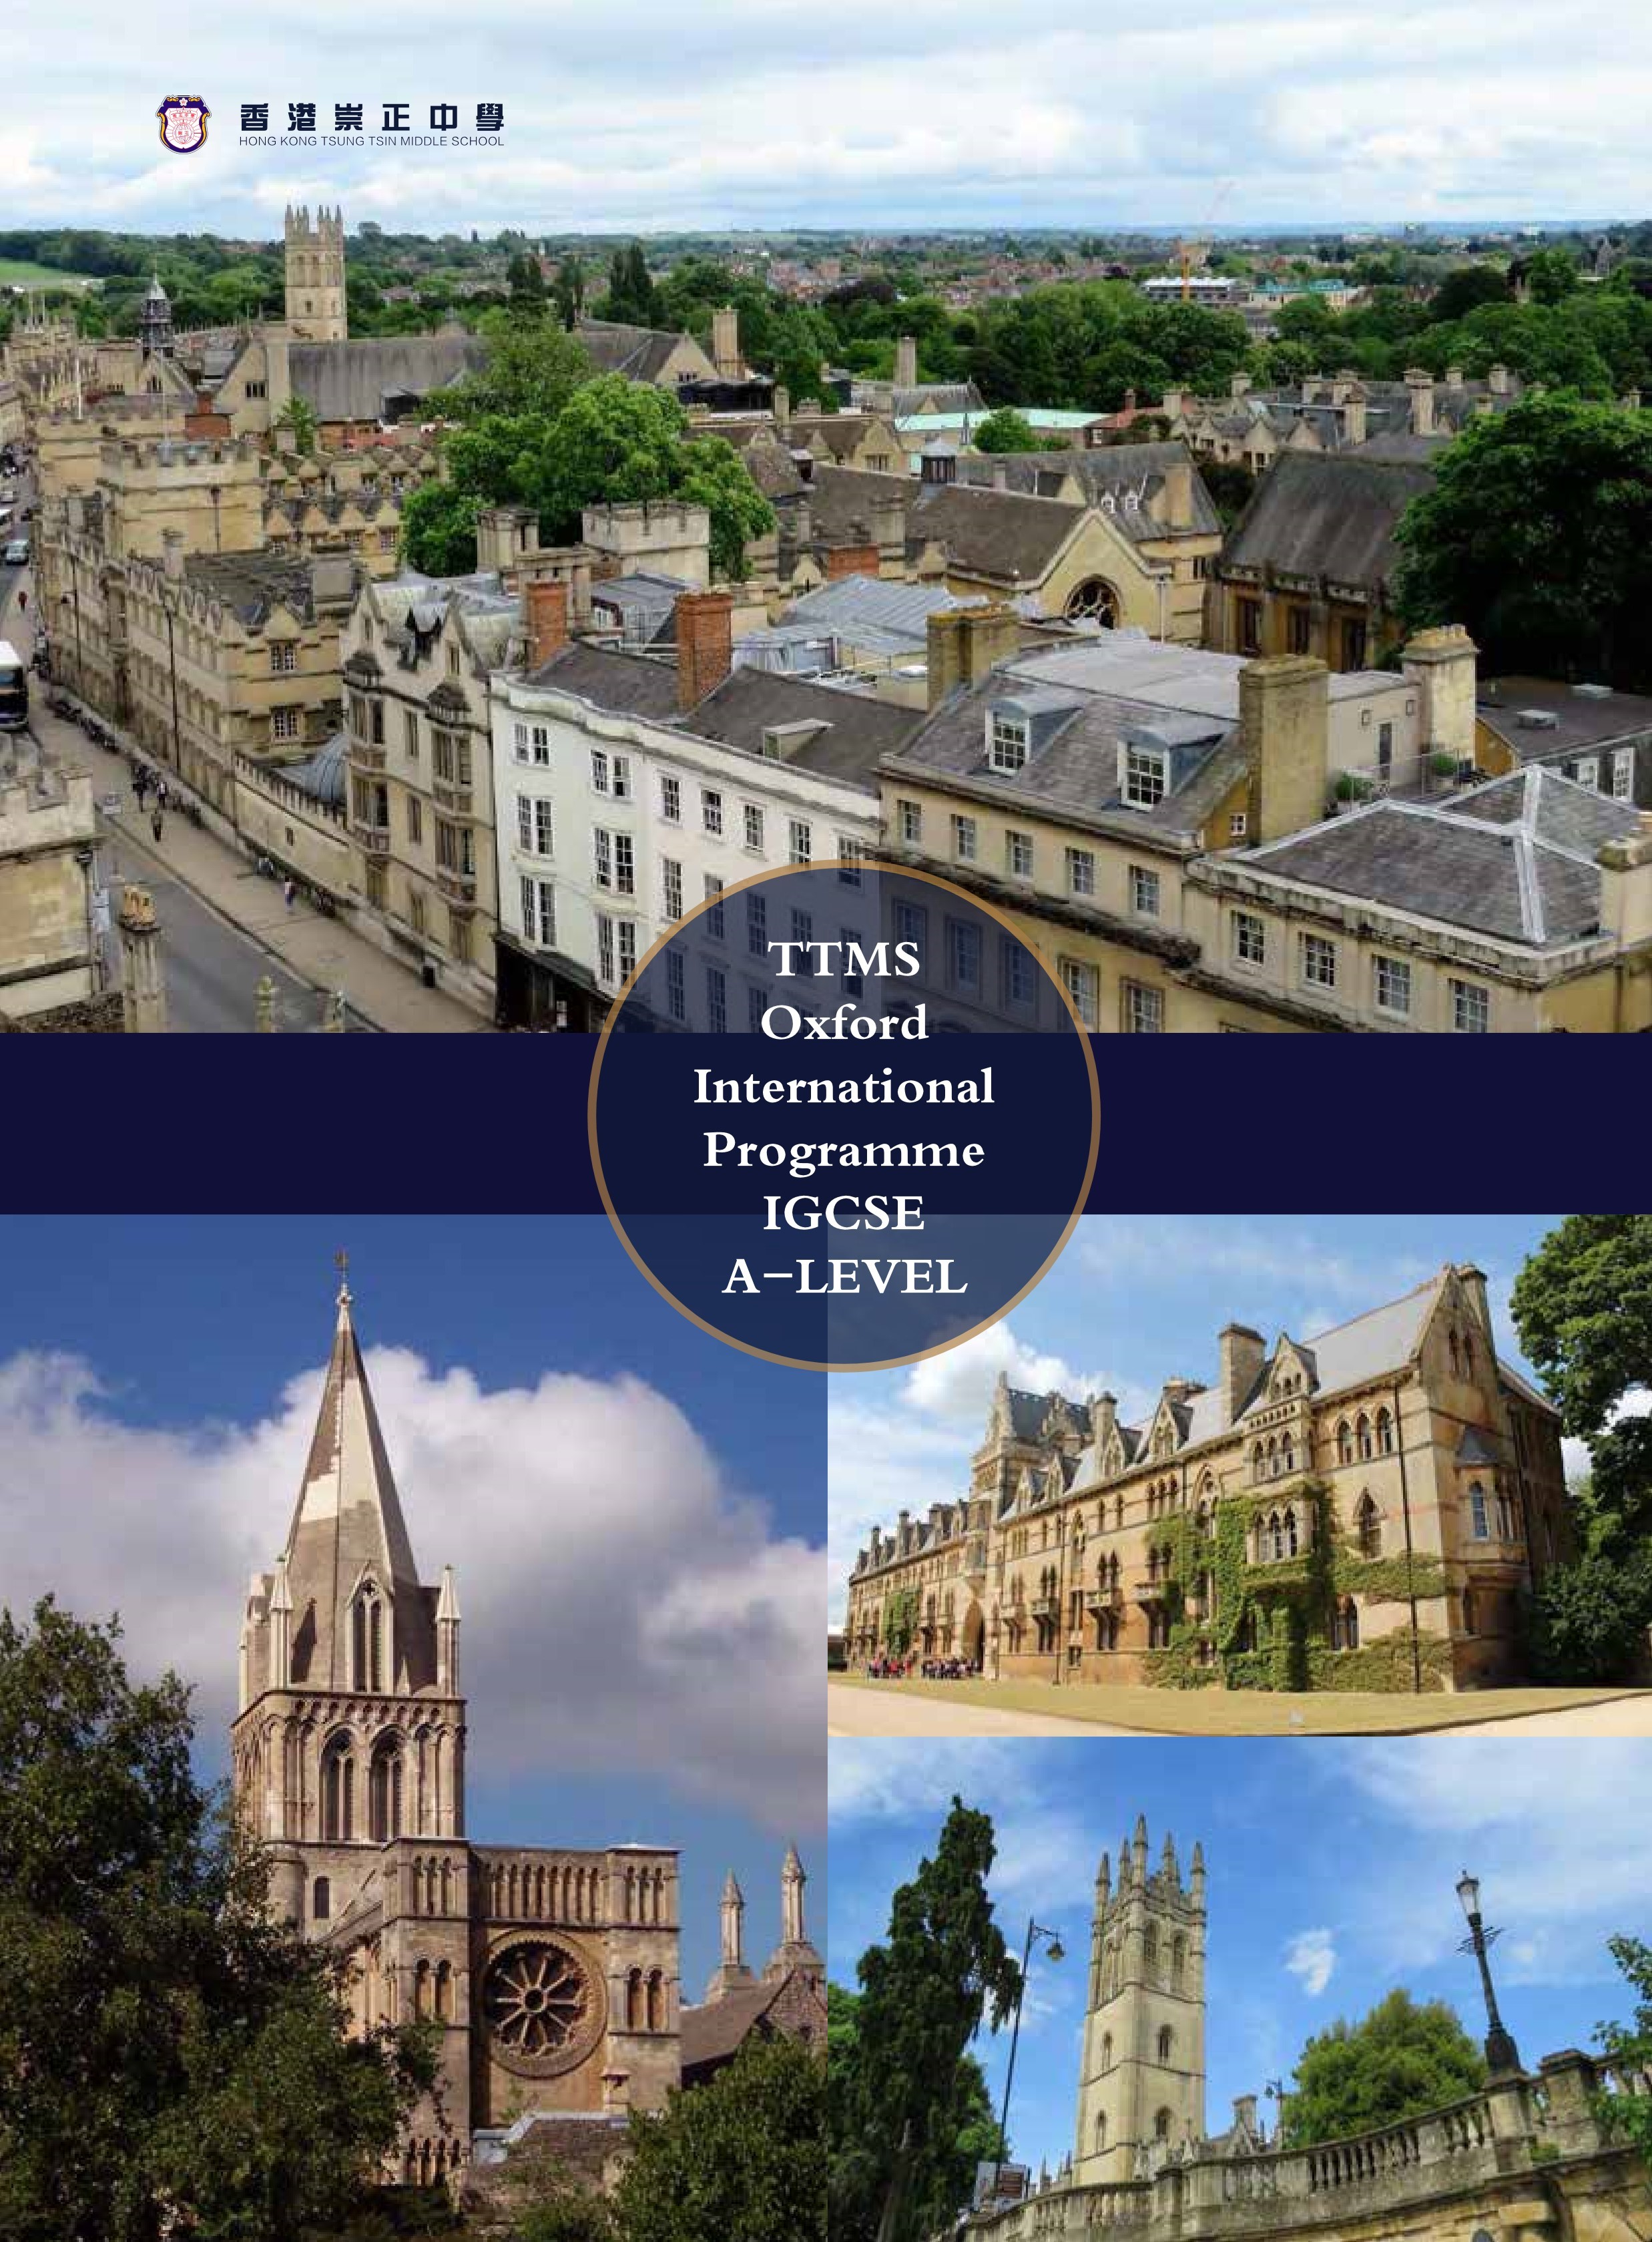 香港崇正中學
HONG KONG TSUNG TSIN MIDDLE SCHOOL
TTMS
Oxford
International
Programme
IGCSE
A–LEVEL